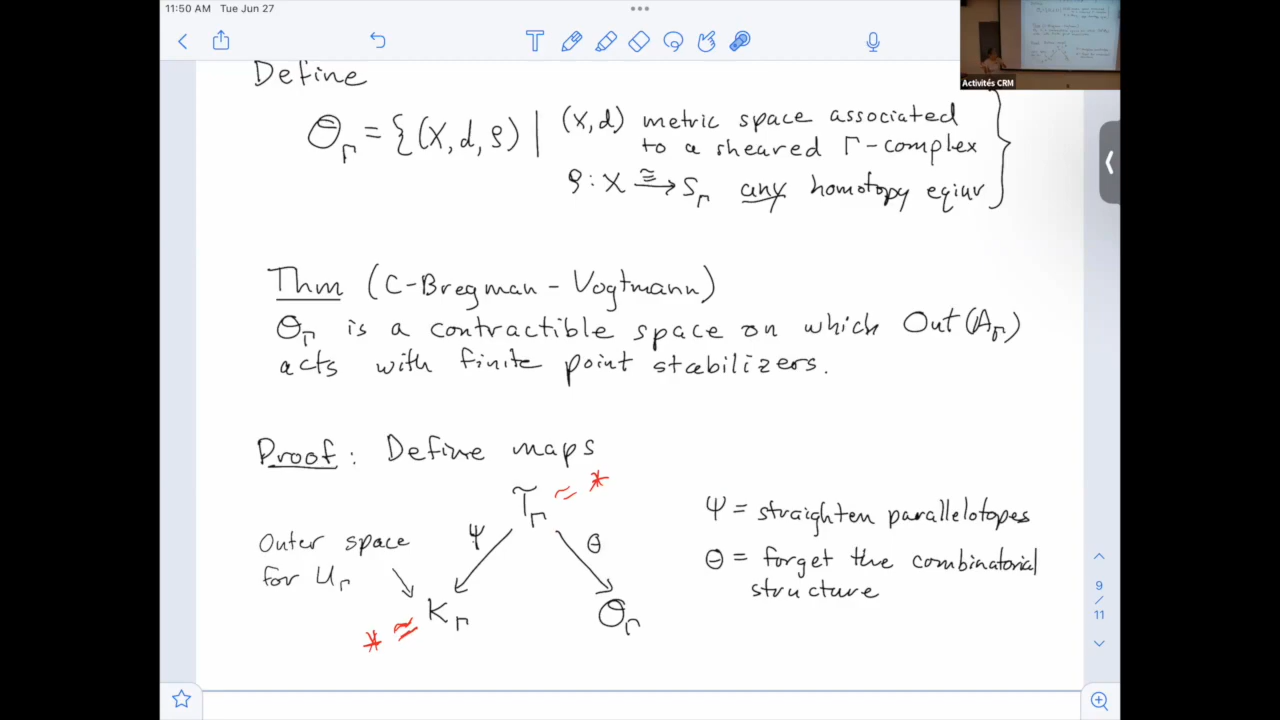 11:50 AM Tue Jun 27
Activités CRM
Define
Θ_Γ = {(X, d, ρ) | (X, d) metric space associated
to a sheared Γ-complex
ρ: X ≅→ S_Γ any homotopy eqiuv }
Thm (C-Bregman-Vogtmann)
Θ_Γ is a contractible space on which Out(A_Γ)
acts with finite point stabilizers.
Proof: Define maps
T̃_Γ ≃ *
Ψ = straighten parallelotopes
Ψ Θ
Outer space
for U_Γ
Θ = forget the combinatorial
structure
* ≃ K_Γ Θ_Γ
9
/
11